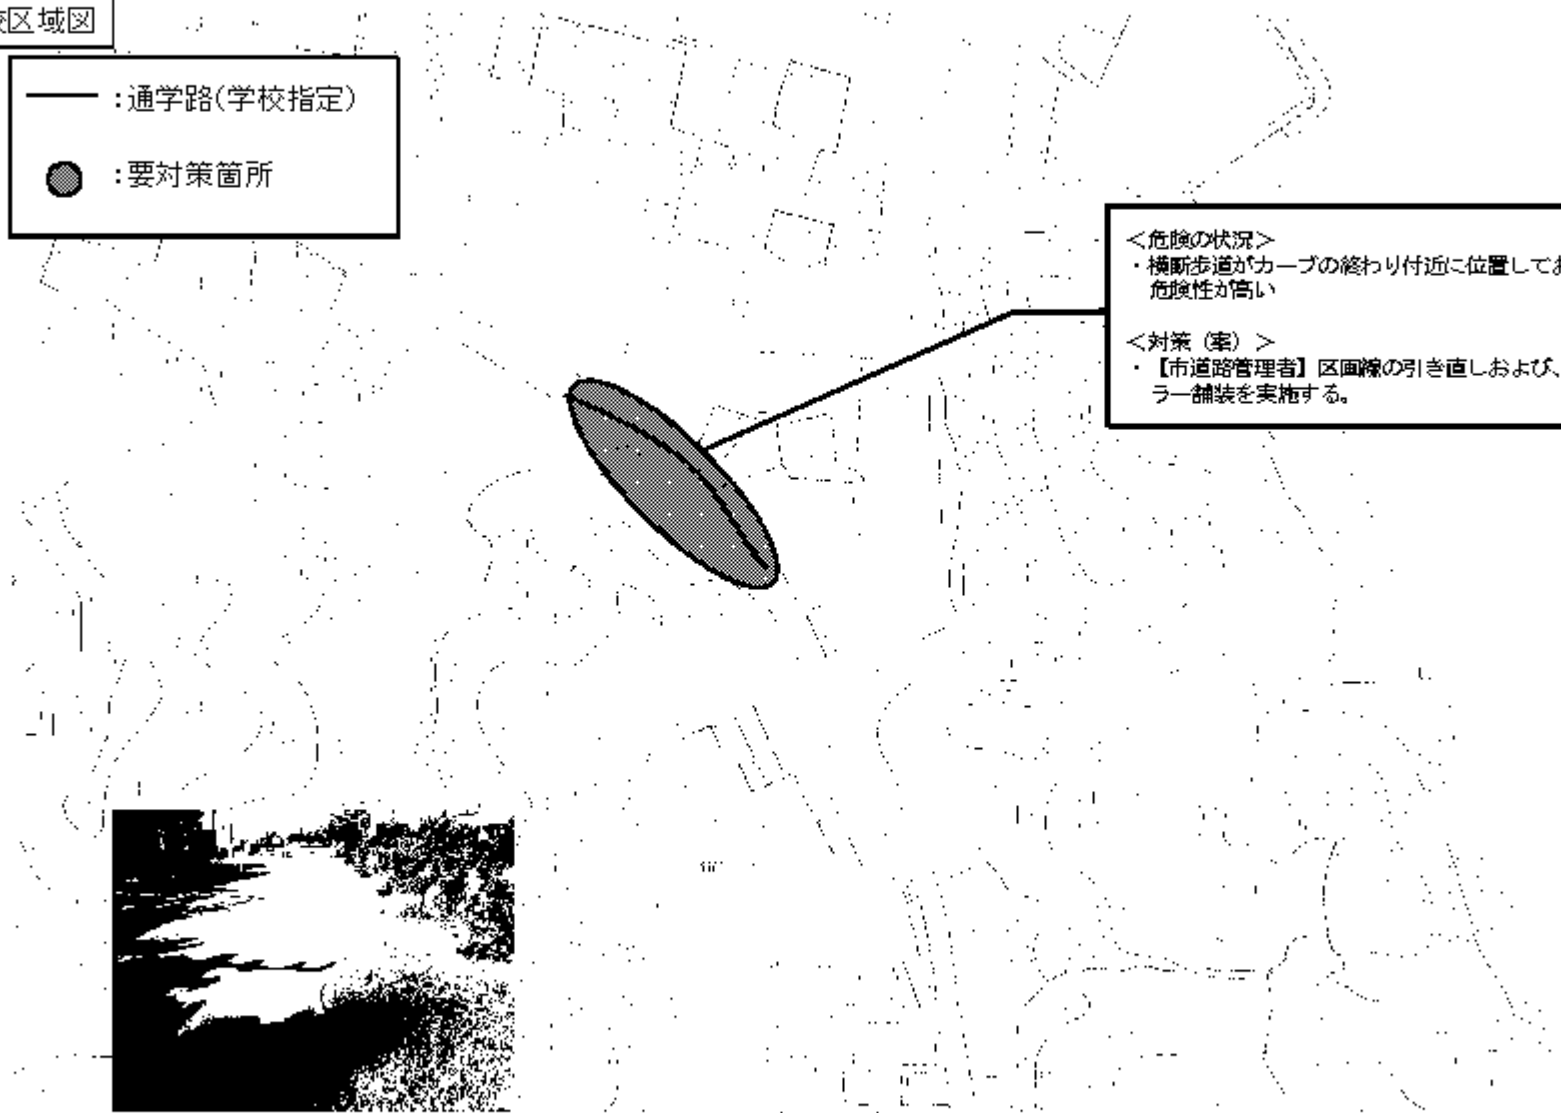 区域図
:通学路(学校指定)
:要対策箇所
＜危険の状況＞
・横断歩道がカーブの終わり付近に位置してお
危険性が高い
＜対策（案）＞
・【市道路管理者】区画線の引き直しおよび、
ラー舗装を実施する。